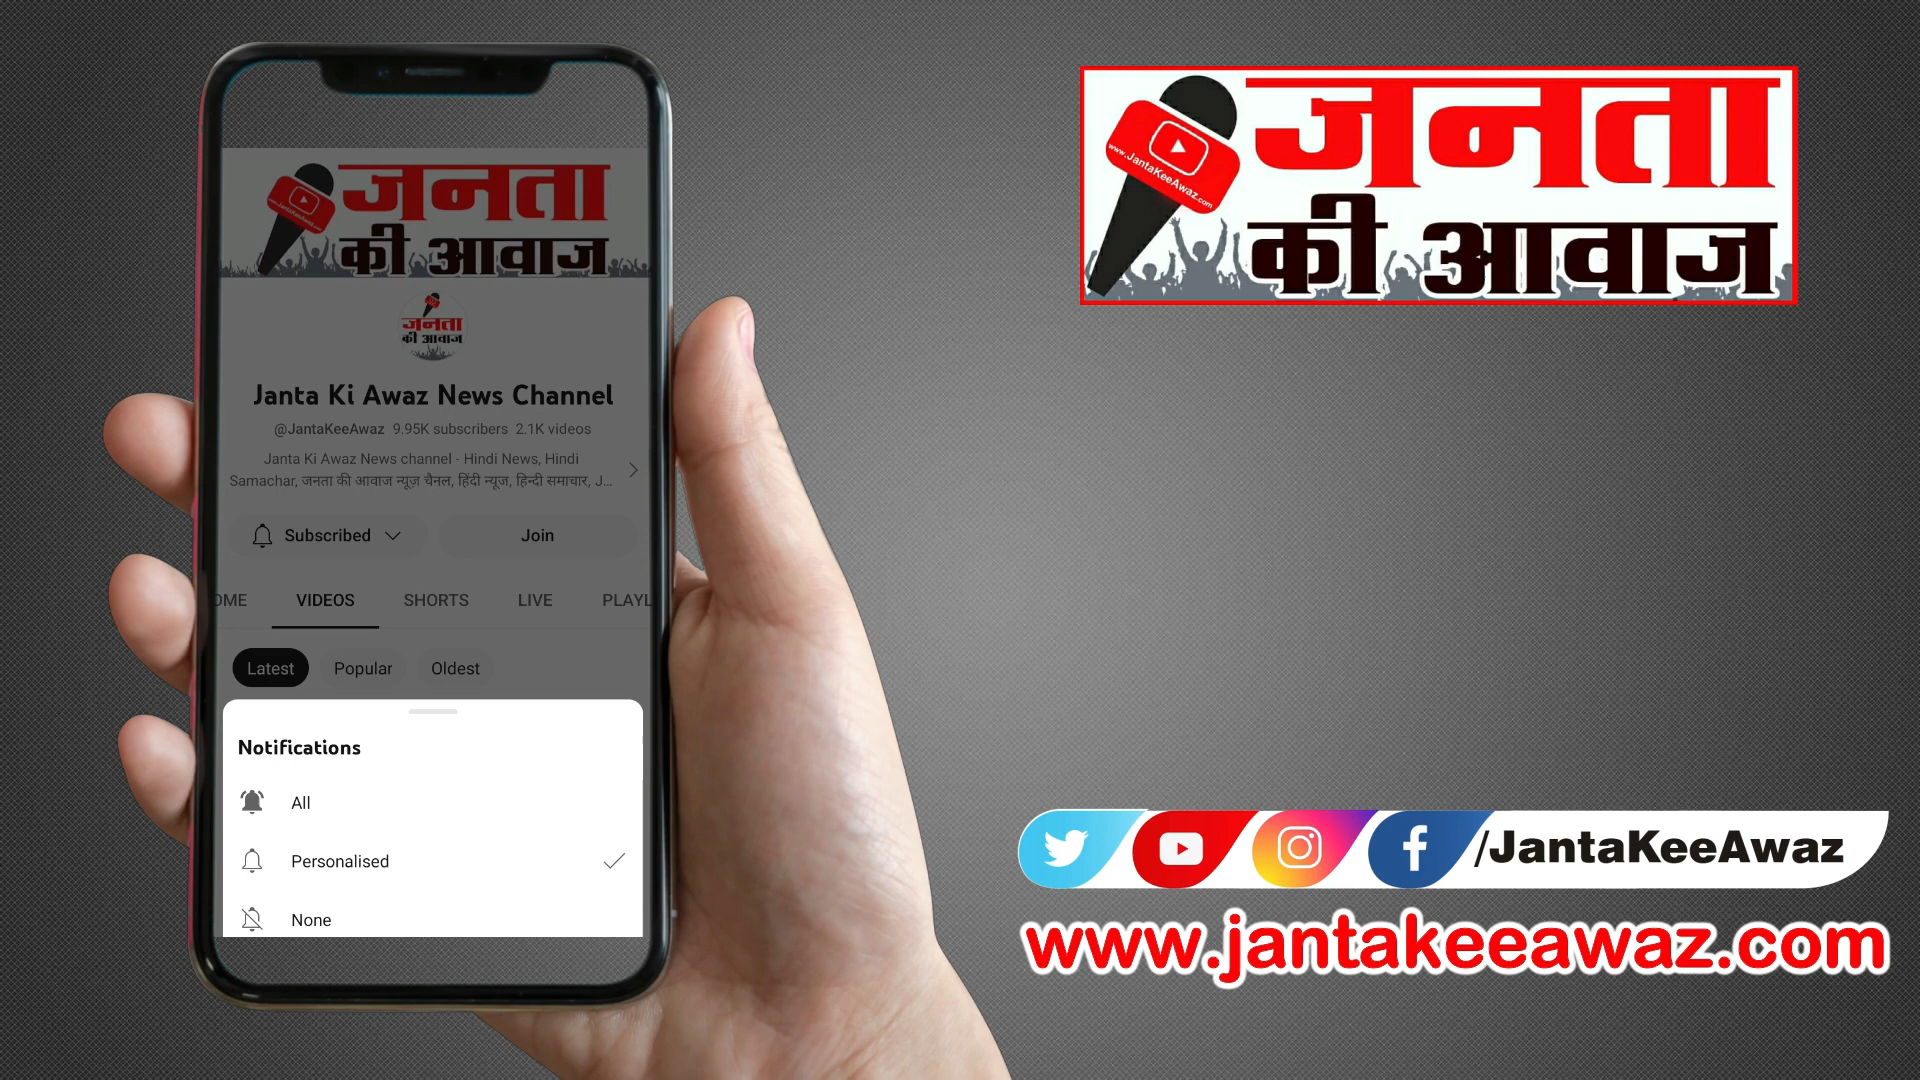 जनता
की आवाज
जनता
की आवाज
Janta Ki Awaz News Channel
@JantaKeeAwaz 9.95K subscribers 2.1K videos
Janta Ki Awaz News channel - Hindi News, Hindi
Samachar, जनता की आवाज न्यूज़ चैनल, हिंदी न्यूज, हिन्दी समाचार, J...
Subscribed
Join
OME VIDEOS SHORTS LIVE PLAYL
Latest Popular Oldest
Notifications
All
Personalised
None
www.JantaKeeAwaz.com
जनता
की आवाज
/JantaKeeAwaz
www.jantakeeawaz.com